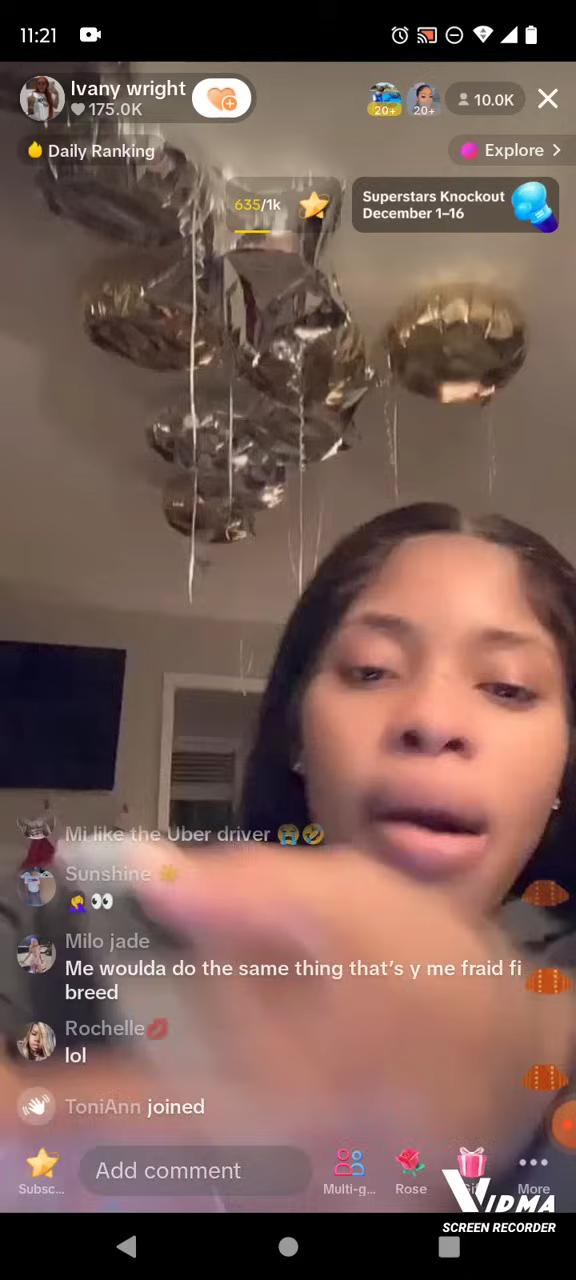 11:21
Ivany wright
175.0K
20+
20+
10.0K
Daily Ranking
Explore >
635/1k
Superstars Knockout
December 1–16
Mi like the Uber driver 😭🤣
Sunshine ☀️
🤦‍♀️👀
Milo jade
Me woulda do the same thing that's y me fraid fi
breed
Rochelle💋
lol
ToniAnn joined
Add comment
Subsc...
Multi-g...
Rose
More
VIDMA
SCREEN RECORDER